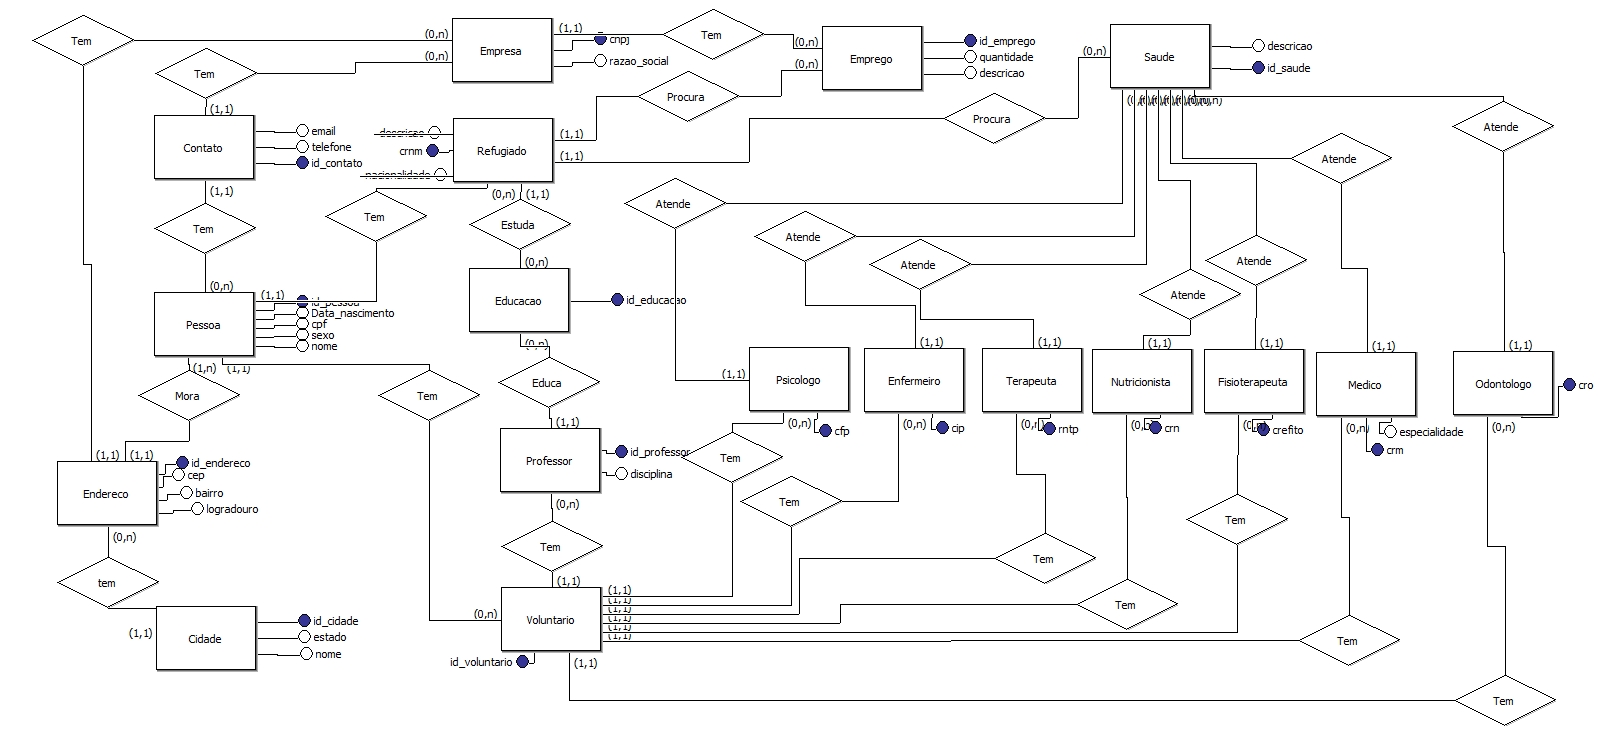 Tem
(0,n)
(0,n)
Empresa
(1,1)
cnpj
razao_social
Tem
(0,n)
(0,n)
Emprego
id_emprego
quantidade
descricao
(0,n)
Saude
descricao
id_saude
Tem
(1,1)
Contato
email
telefone
id_contato
(1,1)
Procura
Procura
descricao
crnm
nacionalidade
Refugiado
(1,1)
(1,1)
(0,n)
(1,1)
Atende
Atende
Tem
Tem
Estuda
Atende
Atende
Atende
Atende
Atende
(0,n)
(0,n)
Pessoa
(1,1)
id_pessoa
Data_nascimento
cpf
sexo
nome
(1,n)
(1,1)
Educacao
id_educacao
(0,n)
Mora
Tem
Educa
(1,1)
Psicologo
(0,n)
cfp
(1,1)
Enfermeiro
(0,n)
cip
(1,1)
Terapeuta
(0,n)
rntp
(1,1)
Nutricionista
crn
(1,1)
Fisioterapeuta
(0,n)
crefito
(1,1)
Medico
(0,n)
especialidade
crm
(1,1)
Odontologo
cro
(0,n)
(1,1)
(1,1)
Endereco
id_endereco
cep
bairro
logradouro
(0,n)
(1,1)
Professor
id_professor
disciplina
(0,n)
Tem
Tem
Tem
Tem
Tem
tem
Tem
Tem
(1,1)
(0,n)
Voluntario
(1,1)
(1,1)
(1,1)
(1,1)
(1,1)
(1,1)
id_voluntario
(1,1)
Tem
Tem
(1,1)
Cidade
id_cidade
estado
nome